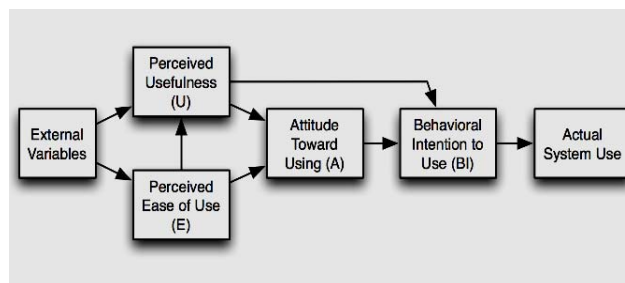 External
Variables
Perceived
Usefulness
(U)
Perceived
Ease of Use
(E)
Attitude
Toward
Using (A)
Behavioral
Intention to
Use (BI)
Actual
System Use